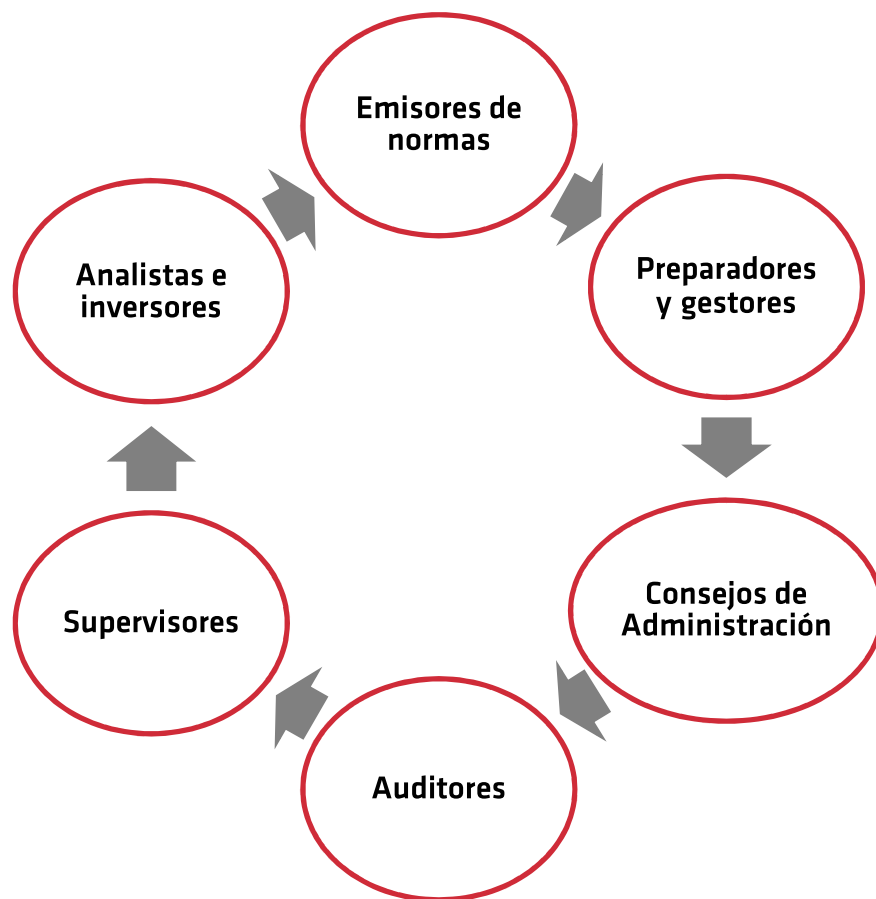 Emisores de
normas
Preparadores
y gestores
Consejos de
Administración
Auditores
Supervisores
Analistas e
inversores